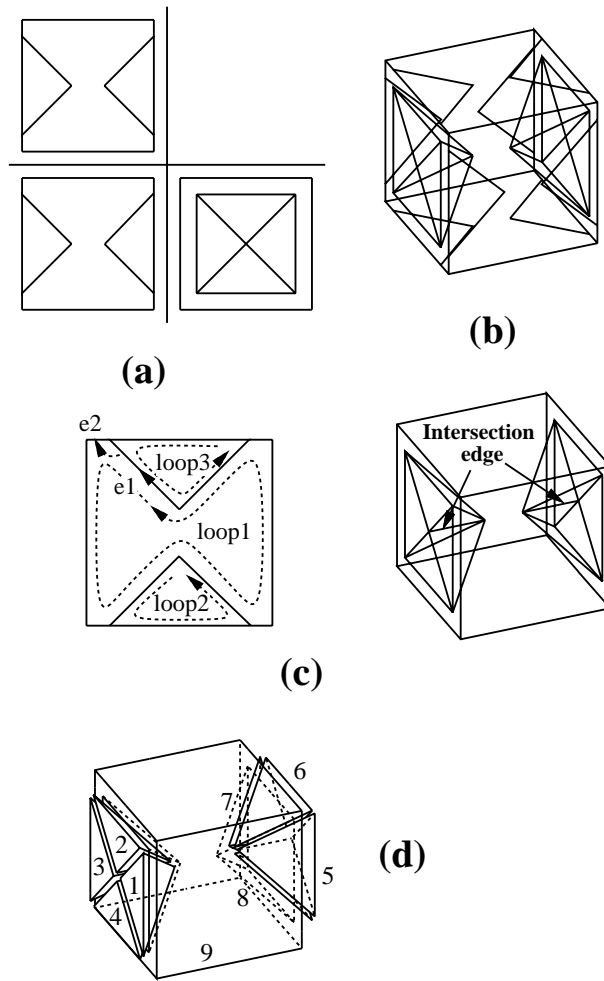 (a)
(b)
e2
loop3
e1
loop1
loop2
Intersection
edge
(c)
6
7
2
3
1
5
4
8
9
(d)